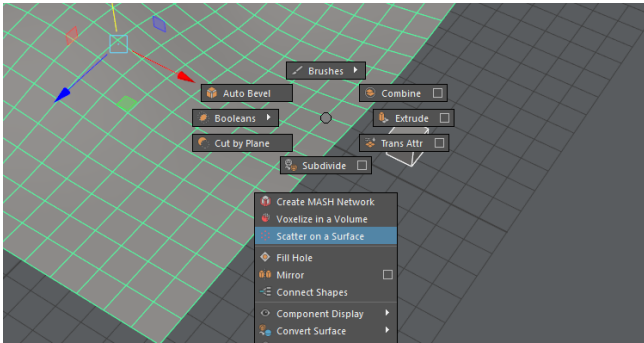 Brushes
Auto Bevel
Combine
Booleans
Extrude
Cut by Plane
Trans Attr
Subdivide
Create MASH Network
Voxelize in a Volume
Scatter on a Surface
Fill Hole
Mirror
Connect Shapes
Component Display
Convert Surface